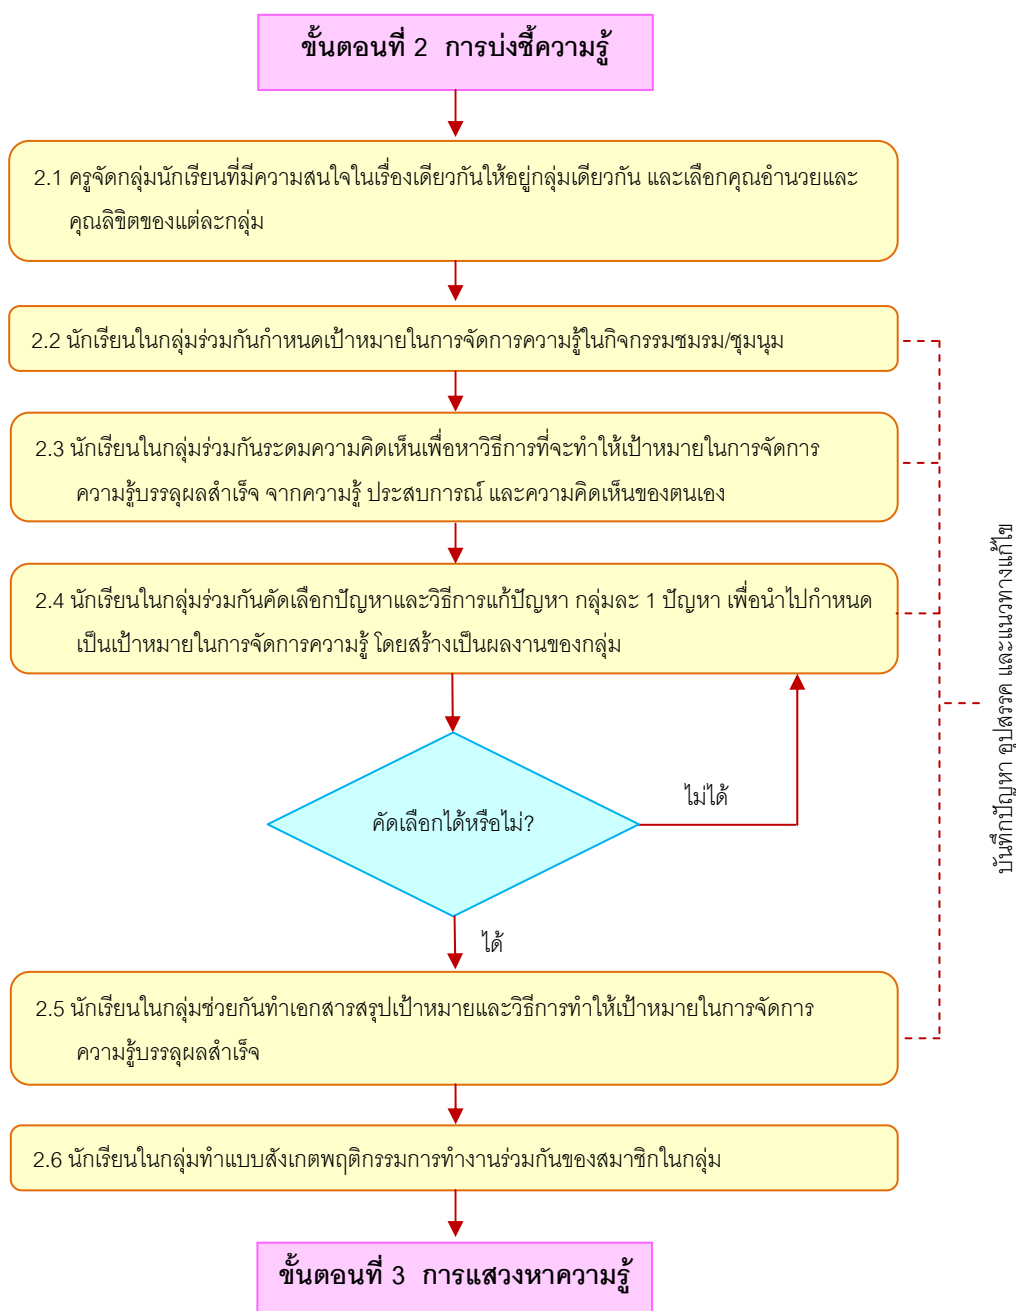 ขั้นตอนที่ 2 การบ่งชี้ความรู้
2.1 ครูจัดกลุ่มนักเรียนที่มีความสนใจในเรื่องเดียวกันให้อยู่กลุ่มเดียวกัน และเลือกคุณอำนวยและ
คุณลิขิตของแต่ละกลุ่ม
2.2 นักเรียนในกลุ่มร่วมกันกำหนดเป้าหมายในการจัดการความรู้ในกิจกรรมชมรม/ชุมนุม
2.3 นักเรียนในกลุ่มร่วมกันระดมความคิดเห็นเพื่อหาวิธีการที่จะทำให้เป้าหมายในการจัดการ
ความรู้บรรลุผลสำเร็จ จากความรู้ ประสบการณ์ และความคิดเห็นของตนเอง
2.4 นักเรียนในกลุ่มร่วมกันคัดเลือกปัญหาและวิธีการแก้ปัญหา กลุ่มละ 1 ปัญหา เพื่อนำไปกำหนด
เป็นเป้าหมายในการจัดการความรู้ โดยสร้างเป็นผลงานของกลุ่ม
คัดเลือกได้หรือไม่?
ไม่ได้
ได้
2.5 นักเรียนในกลุ่มช่วยกันทำเอกสารสรุปเป้าหมายและวิธีการทำให้เป้าหมายในการจัดการ
ความรู้บรรลุผลสำเร็จ
2.6 นักเรียนในกลุ่มทำแบบสังเกตพฤติกรรมการทำงานร่วมกันของสมาชิกในกลุ่ม
ขั้นตอนที่ 3 การแสวงหาความรู้
บันทึกปัญหา อุปสรรค และแนวทางแก้ไข